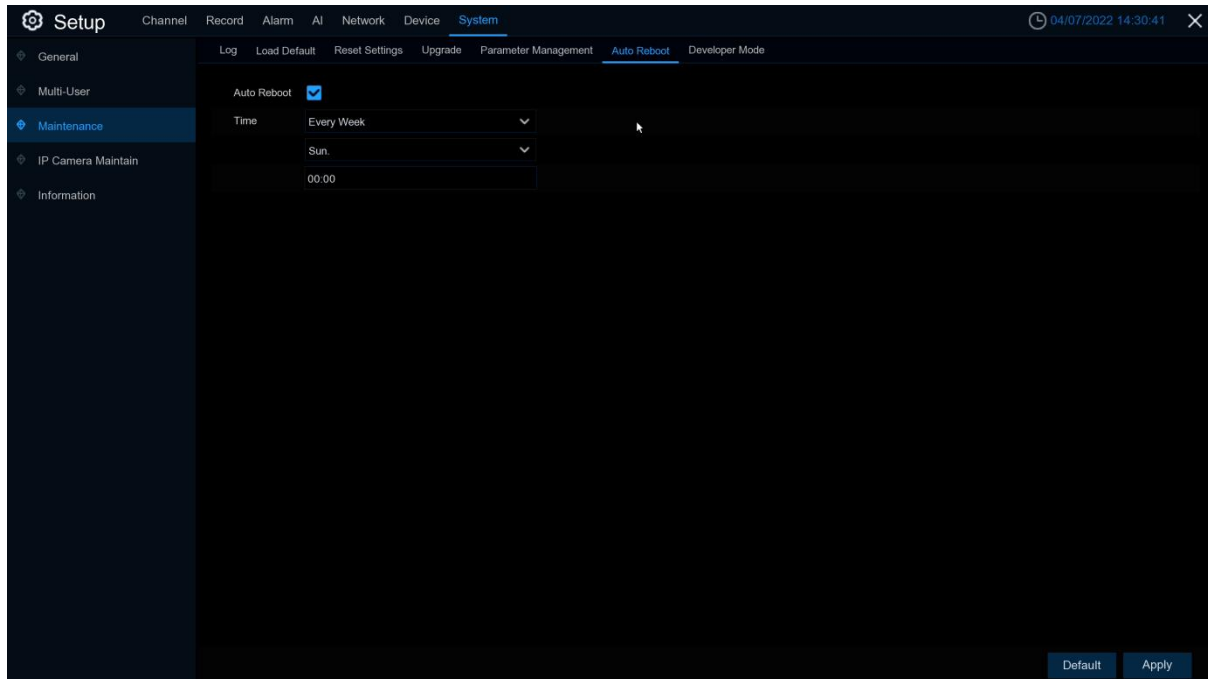 Setup Channel Record Alarm AI Network Device System 04/07/2022 14:30:41
Log Load Default Reset Settings Upgrade Parameter Management Auto Reboot Developer Mode
General
Multi-User
Maintenance
IP Camera Maintain
Information
Auto Reboot
Time Every Week
Sun.
00:00
Default Apply